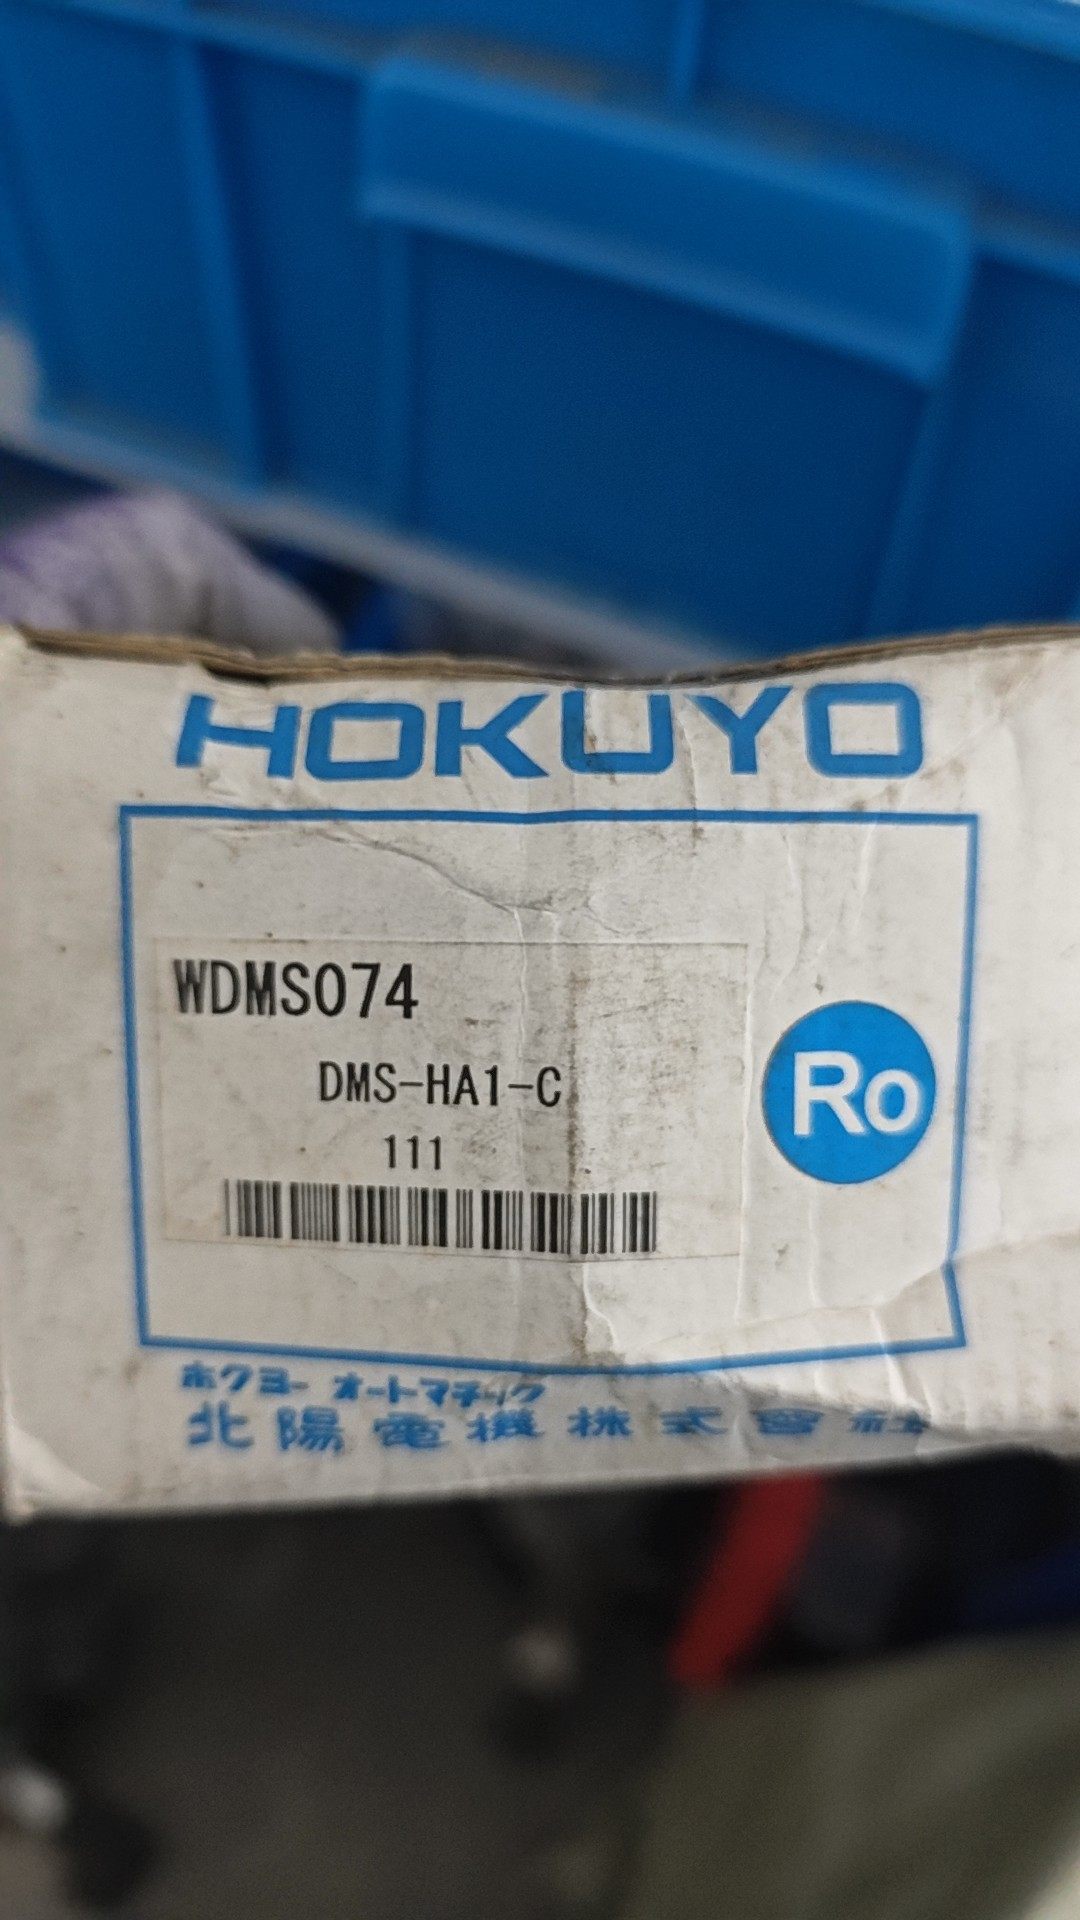 HOKUYO
WDMS074
DMS-HA1-C
111
Ro
ホクヨー オートマチック
北陽電機株式會社